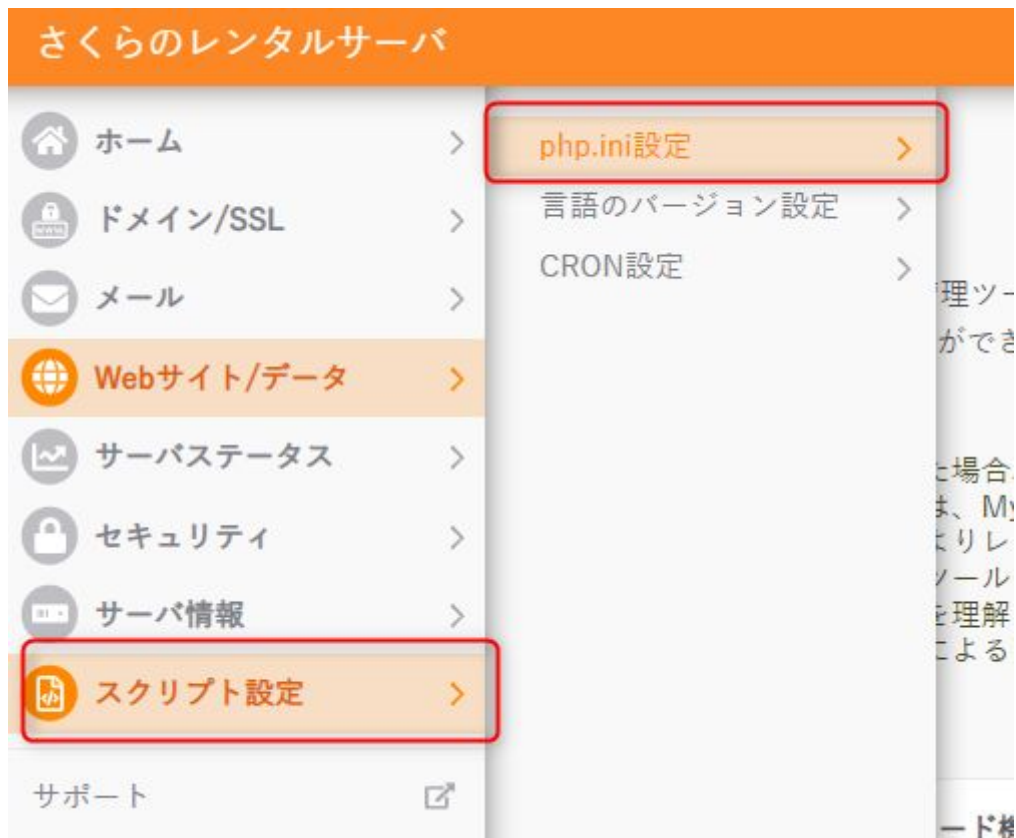 さくらのレンタルサーバ
ホーム
ドメイン/SSL
メール
Webサイト/データ
サーバステータス
セキュリティ
サーバ情報
スクリプト設定
サポート
php.ini設定
言語のバージョン設定
CRON設定
理ツー
ができ
場合
は、My
よりレ
ツール
を理解
による
ード機